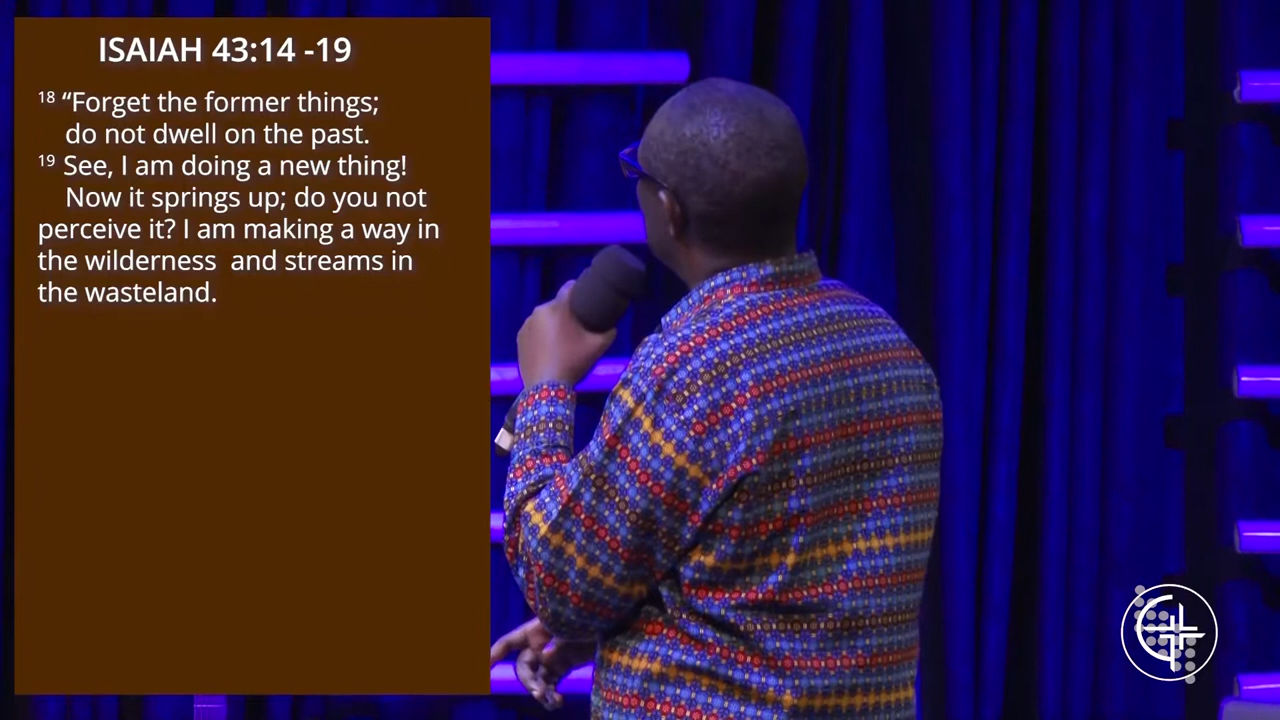 ISAIAH 43:14 -19
18 “Forget the former things;
do not dwell on the past.
19 See, I am doing a new thing!
Now it springs up; do you not
perceive it? I am making a way in
the wilderness  and streams in
the wasteland.